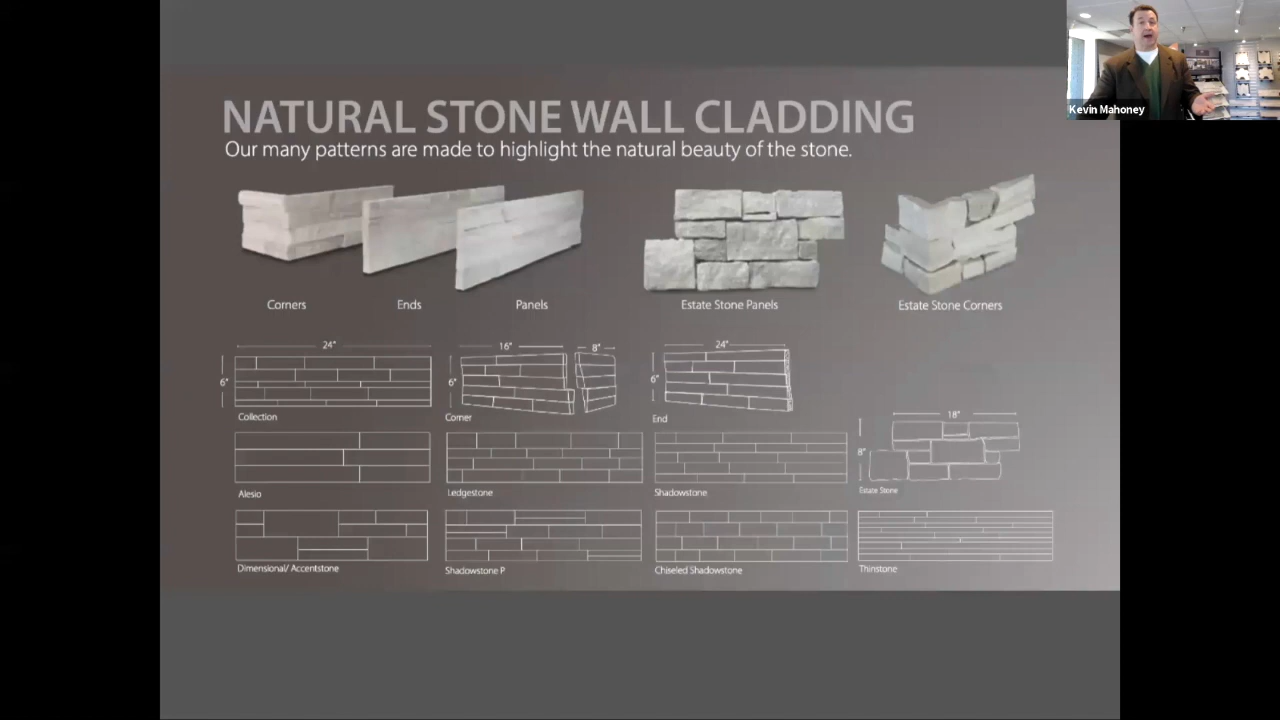 Kevin Mahoney
NATURAL STONE WALL CLADDING
Our many patterns are made to highlight the natural beauty of the stone.
Corners
Ends
Panels
Estate Stone Panels
Estate Stone Corners
24"
6"
Collection
16"
8"
6"
Corner
24"
6"
End
18"
8"
Estate Stone
Alesio
Ledgestone
Shadowstone
Dimensional/ Accentstone
Shadowstone P
Chiseled Shadowstone
Thinstone